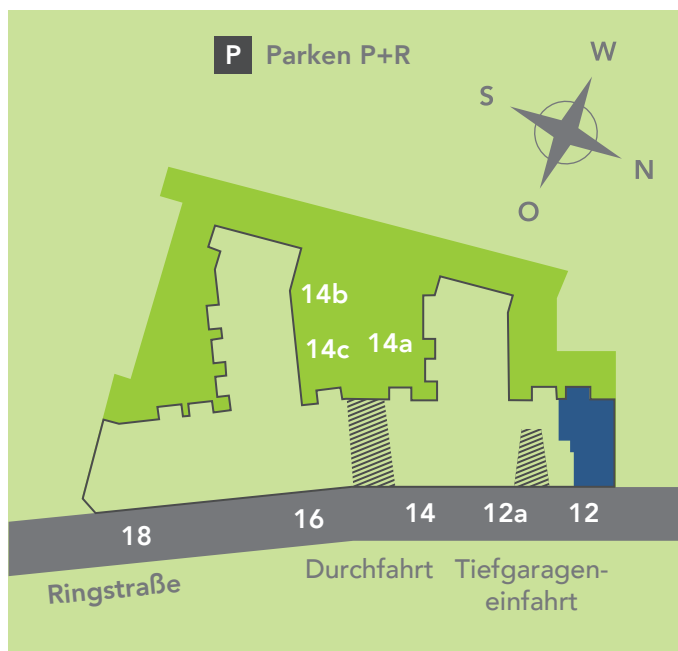 P Parken P+R
W
S
N
O
14b
14c
14a
18
16
14
12a
12
Ringstraße
Durchfahrt
Tiefgaragen-
einfahrt